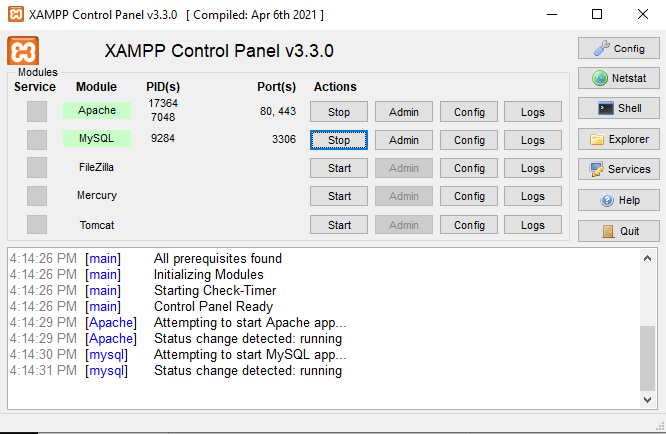 XAMPP Control Panel v3.3.0 [ Compiled: Apr 6th 2021 ]
XAMPP Control Panel v3.3.0
Config
Modules
Service Module PID(s) Port(s) Actions
Netstat
Apache 17364 7048 80, 443 Stop Admin Config Logs
Shell
MySQL 9284 3306 Stop Admin Config Logs
Explorer
FileZilla Start Admin Config Logs
Services
Mercury Start Admin Config Logs
Help
Tomcat Start Admin Config Logs
Quit
4:14:26 PM [main] All prerequisites found
4:14:26 PM [main] Initializing Modules
4:14:26 PM [main] Starting Check-Timer
4:14:26 PM [main] Control Panel Ready
4:14:29 PM [Apache] Attempting to start Apache app...
4:14:29 PM [Apache] Status change detected: running
4:14:30 PM [mysql] Attempting to start MySQL app...
4:14:31 PM [mysql] Status change detected: running